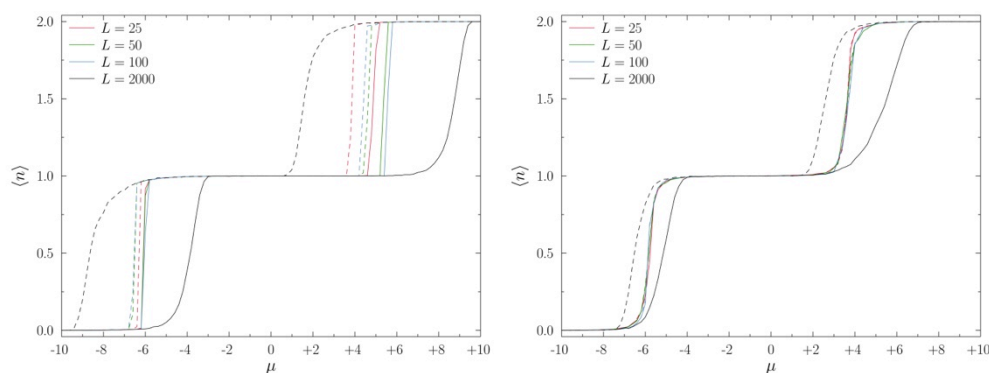 2.0
1.5
1.0
0.5
0.0
⟨n⟩
L = 25
L = 50
L = 100
L = 2000
-10 -8 -6 -4 -2 0 +2 +4 +6 +8 +10
μ
2.0
1.5
1.0
0.5
0.0
⟨n⟩
L = 25
L = 50
L = 100
L = 2000
-10 -8 -6 -4 -2 0 +2 +4 +6 +8 +10
μ